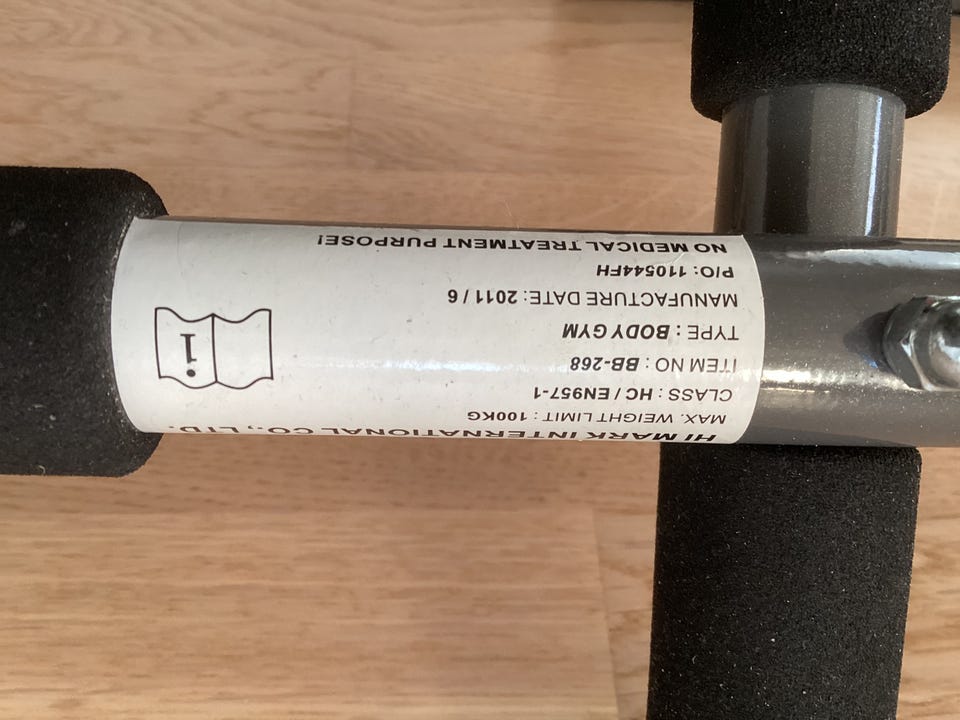 HI MARK INTERNATIONAL CO., LTD.
MAX. WEIGHT LIMIT : 100KG
CLASS : HC / EN957-1
ITEM NO : BB-268
TYPE : BODY GYM
MANUFACTURE DATE: 2011 / 6
P/O: 110544FH
NO MEDICAL TREATMENT PURPOSE!
i